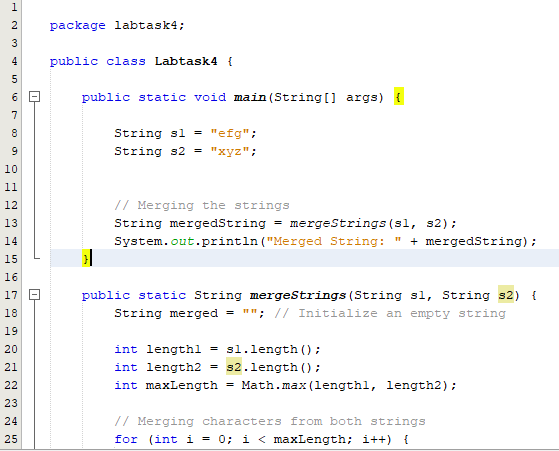 1
2 package labtask4;
3
4 public class Labtask4 {
5
6 public static void main(String[] args) {
7
8 String s1 = "efg";
9 String s2 = "xyz";
10
11
12 // Merging the strings
13 String mergedString = mergeStrings(s1, s2);
14 System.out.println("Merged String: " + mergedString);
15 }
16
17 public static String mergeStrings(String s1, String s2) {
18 String merged = ""; // Initialize an empty string
19
20 int length1 = s1.length();
21 int length2 = s2.length();
22 int maxLength = Math.max(length1, length2);
23
24 // Merging characters from both strings
25 for (int i = 0; i < maxLength; i++) {